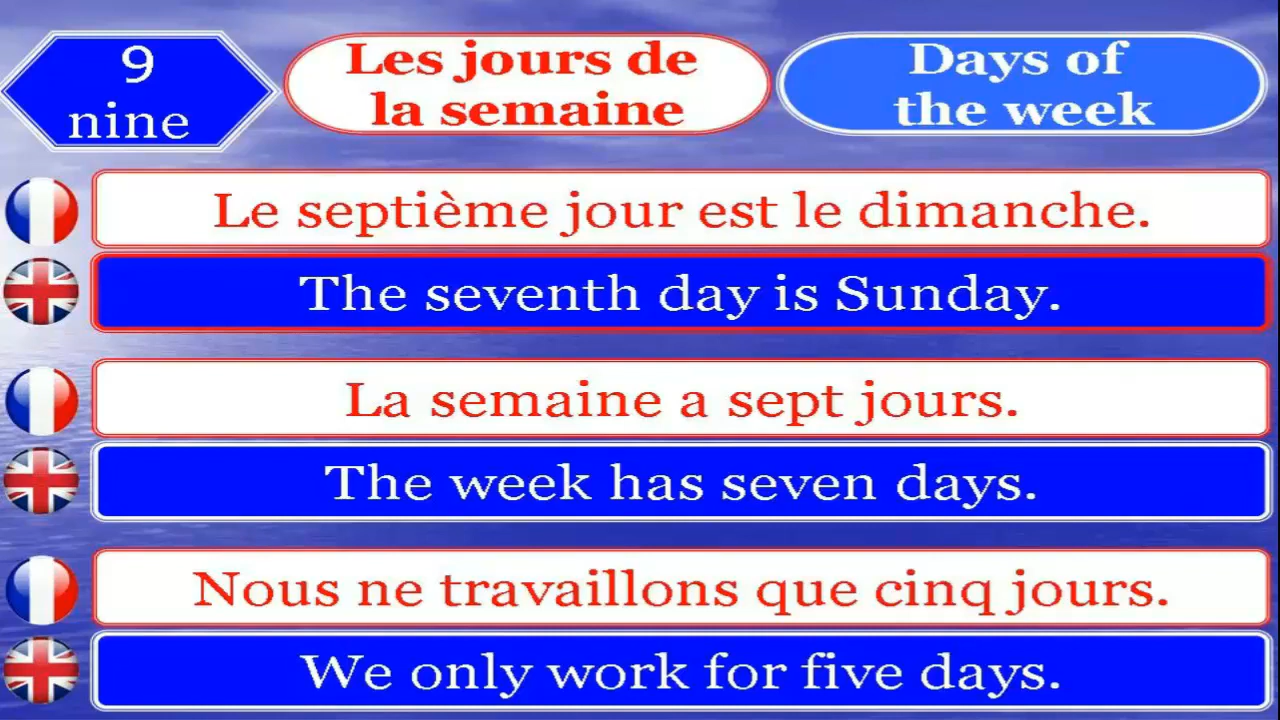 9
nine
Les jours de
la semaine
Days of
the week
Le septième jour est le dimanche.
The seventh day is Sunday.
La semaine a sept jours.
The week has seven days.
Nous ne travaillons que cinq jours.
We only work for five days.